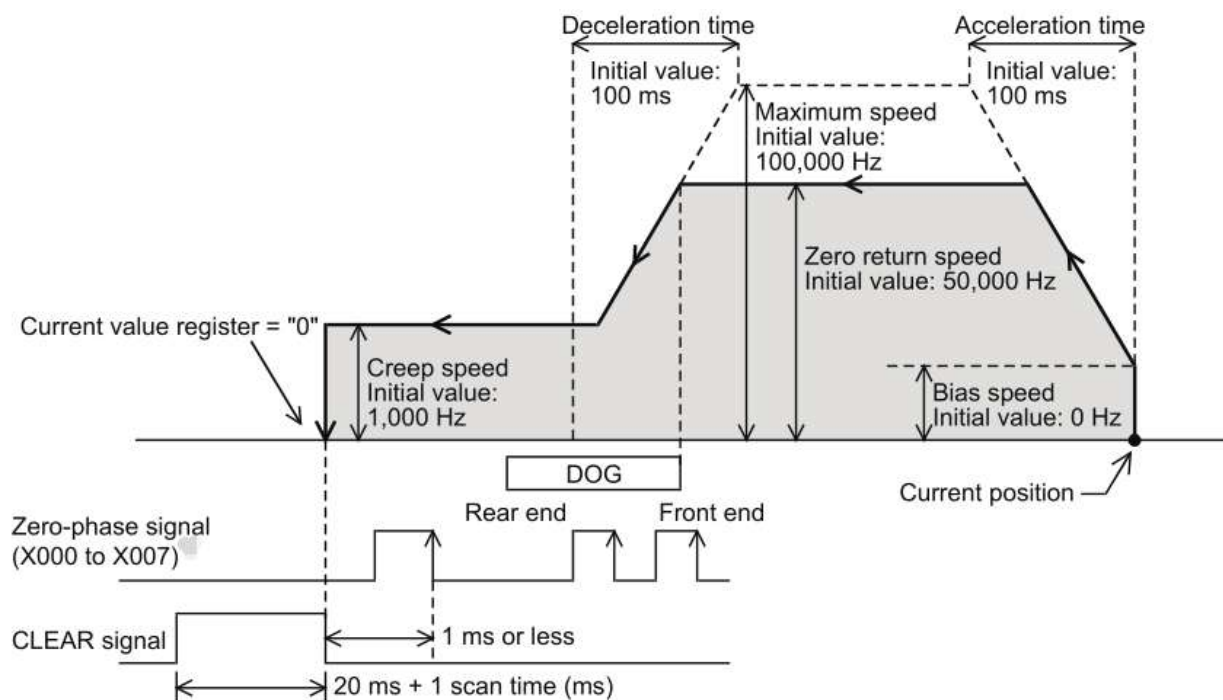 Deceleration time
Acceleration time
Initial value:
100 ms
Initial value:
100 ms
Maximum speed
Initial value:
100,000 Hz
Zero return speed
Initial value: 50,000 Hz
Current value register = "0"
Creep speed
Initial value:
1,000 Hz
Bias speed
Initial value: 0 Hz
DOG
Current position
Rear end
Front end
Zero-phase signal
(X000 to X007)
CLEAR signal
1 ms or less
20 ms + 1 scan time (ms)